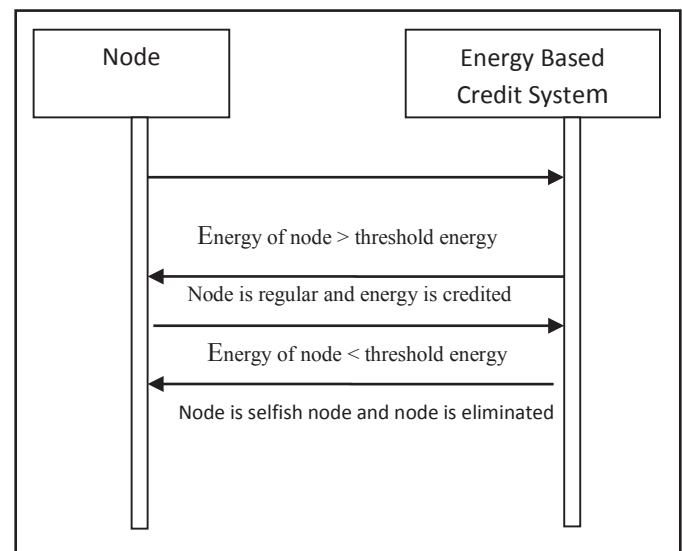 Node
Energy Based
Credit System
Energy of node > threshold energy
Node is regular and energy is credited
Energy of node < threshold energy
Node is selfish node and node is eliminated